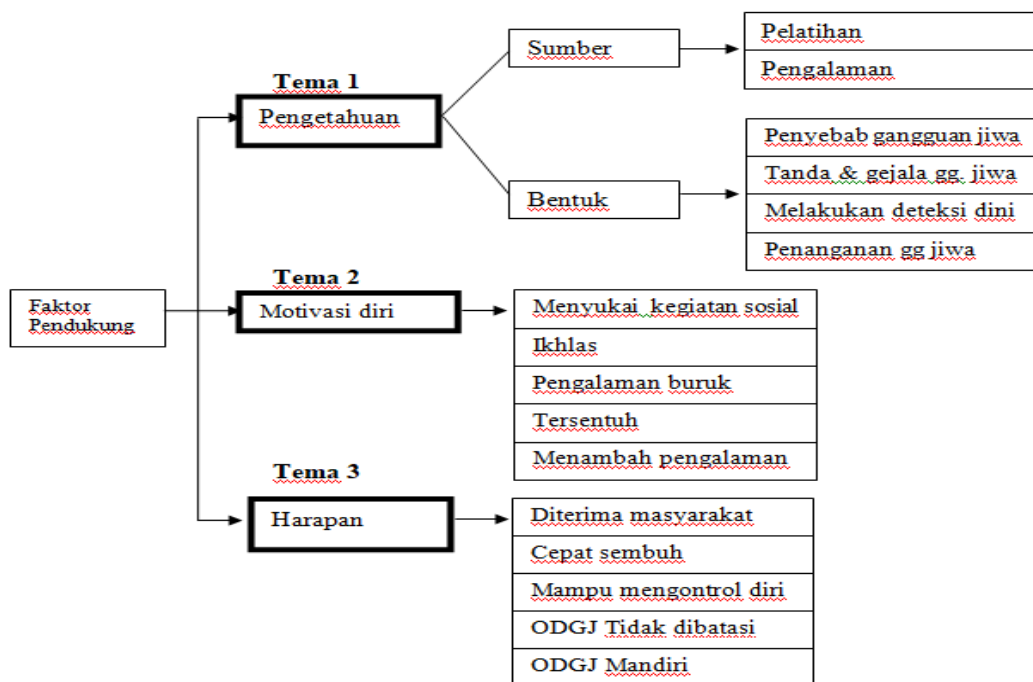 Faktor
Pendukung
Tema 1
Pengetahuan
Sumber
Pelatihan
Pengalaman
Bentuk
Penyebab gangguan jiwa
Tanda & gejala gg. jiwa
Melakukan deteksi dini
Penanganan gg jiwa
Tema 2
Motivasi diri
Menyukai kegiatan sosial
Ikhlas
Pengalaman buruk
Tersentuh
Menambah pengalaman
Tema 3
Harapan
Diterima masyarakat
Cepat sembuh
Mampu mengontrol diri
ODGJ Tidak dibatasi
ODGJ Mandiri